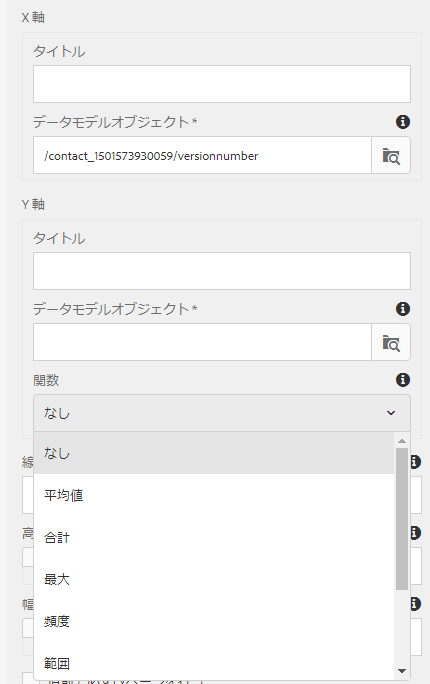 X 軸
タイトル
データモデルオブジェクト *
/contact_1501573930059/versionnumber
Y 軸
タイトル
データモデルオブジェクト *
関数
なし
なし
線
平均値
合計
高
最大
幅
頻度
範囲